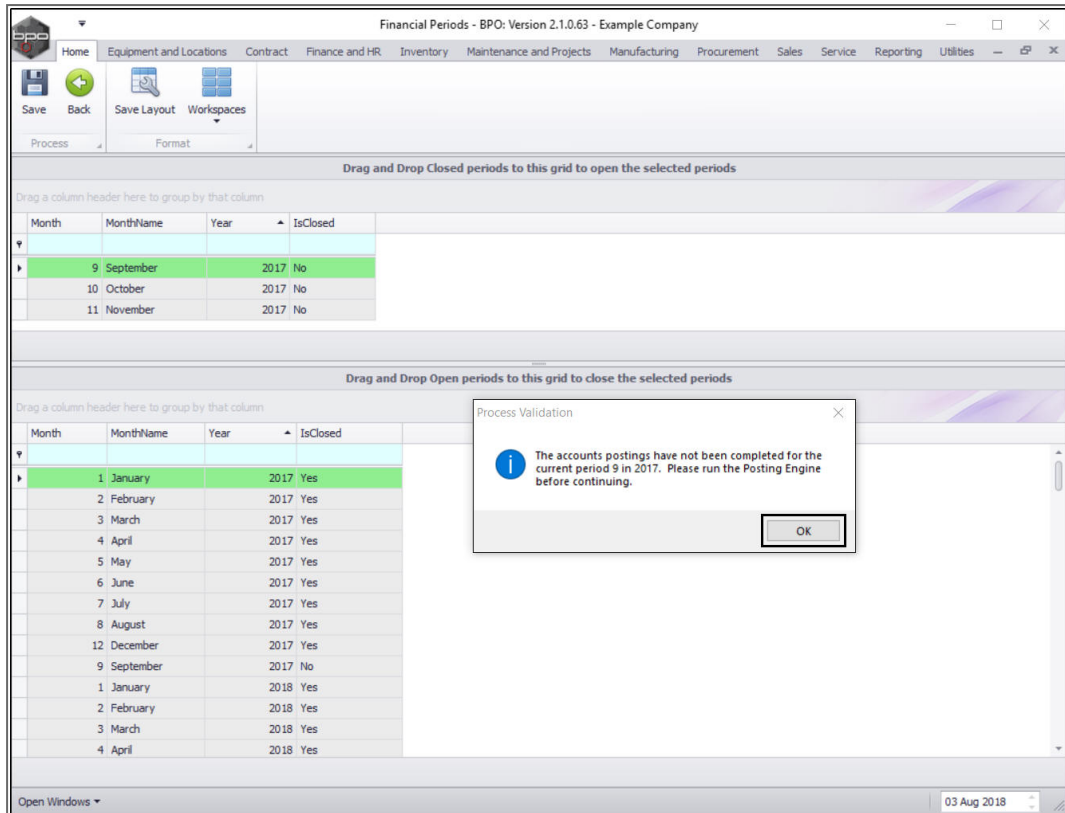 Financial Periods - BPO: Version 2.1.0.63 - Example Company
bpo
Home Equipment and Locations Contract Finance and HR Inventory Maintenance and Projects Manufacturing Procurement Sales Service Reporting Utilities
Save Back Save Layout Workspaces
Process Format
Drag and Drop Closed periods to this grid to open the selected periods
Drag a column header here to group by that column
Month MonthName Year IsClosed
9 September 2017 No
10 October 2017 No
11 November 2017 No
Drag and Drop Open periods to this grid to close the selected periods
Drag a column header here to group by that column
Month MonthName Year IsClosed
1 January 2017 Yes
2 February 2017 Yes
3 March 2017 Yes
4 April 2017 Yes
5 May 2017 Yes
6 June 2017 Yes
7 July 2017 Yes
8 August 2017 Yes
12 December 2017 Yes
9 September 2017 No
1 January 2018 Yes
2 February 2018 Yes
3 March 2018 Yes
4 April 2018 Yes
Process Validation
The accounts postings have not been completed for the
current period 9 in 2017. Please run the Posting Engine
before continuing.
OK
Open Windows 03 Aug 2018